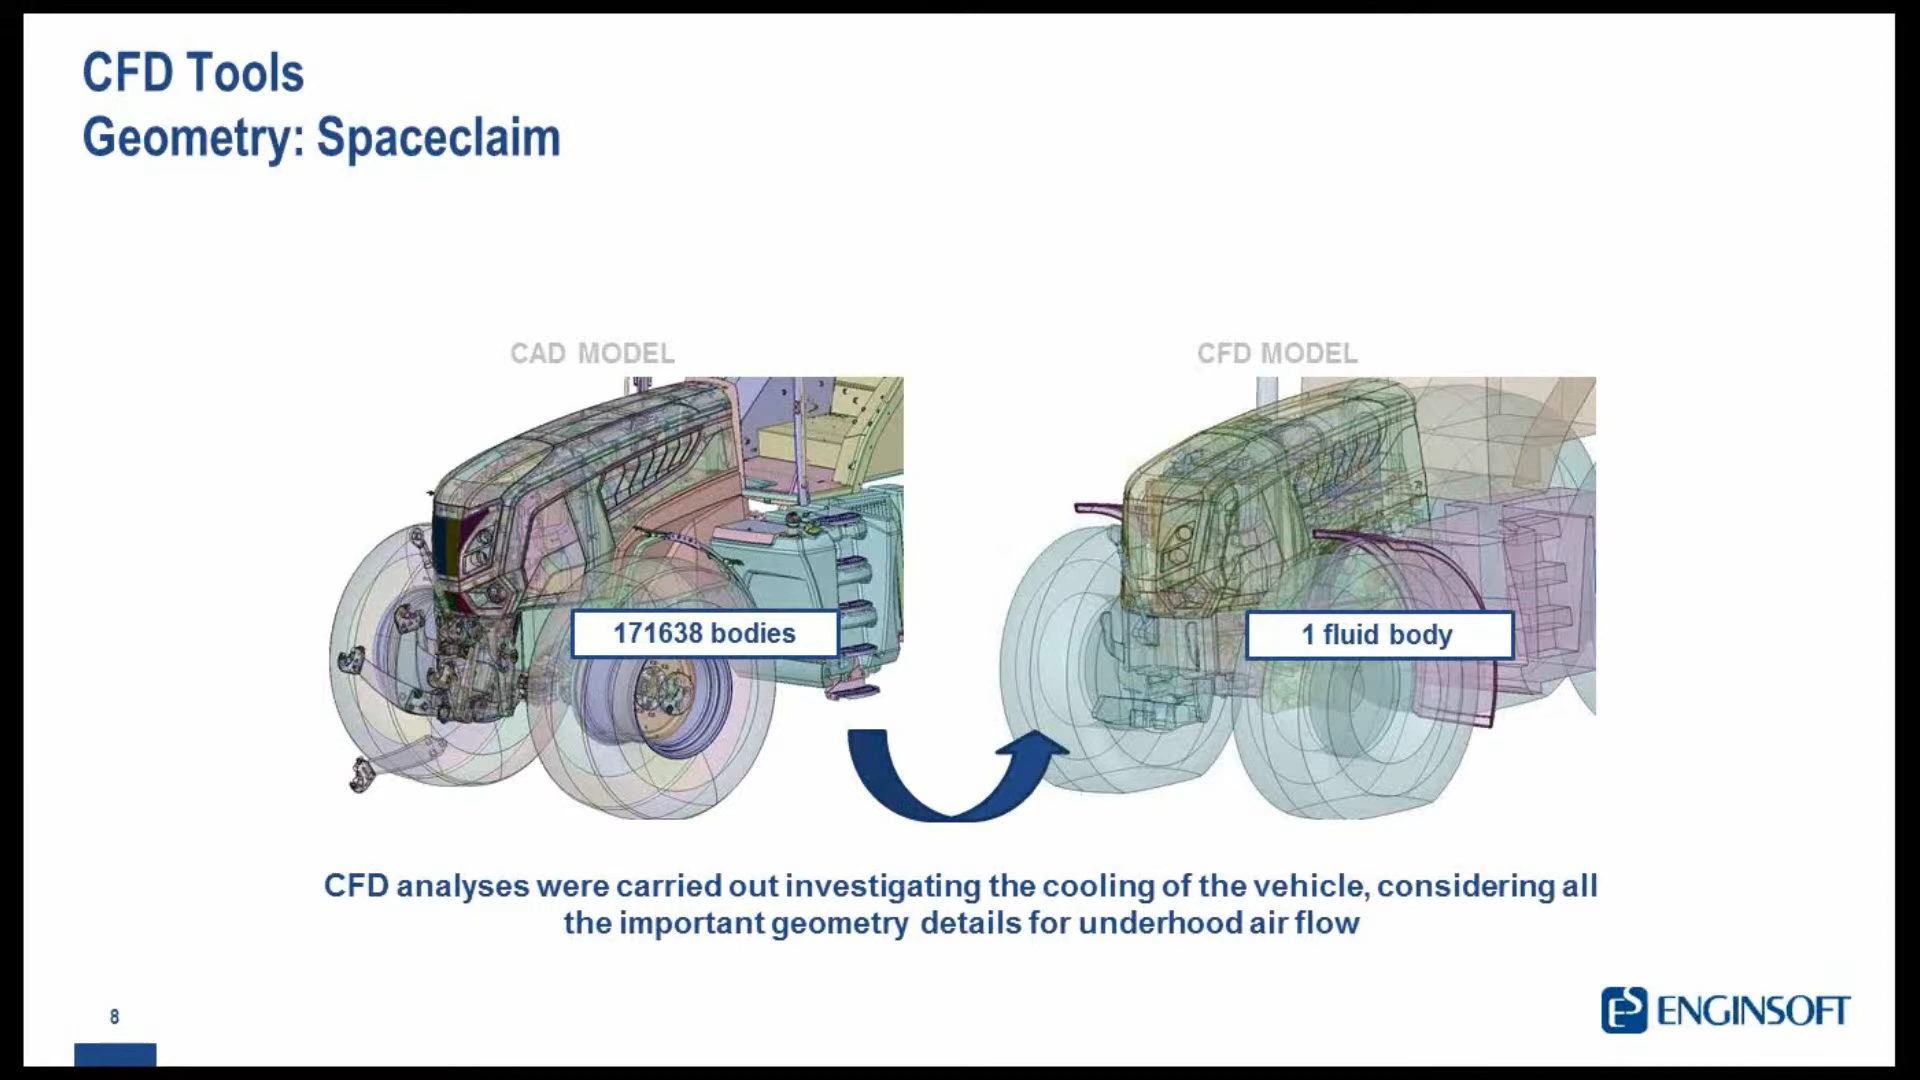 CFD Tools
Geometry: Spaceclaim
CAD MODEL
CFD MODEL
171638 bodies
1 fluid body
CFD analyses were carried out investigating the cooling of the vehicle, considering all
the important geometry details for underhood air flow
8
ENGINSOFT